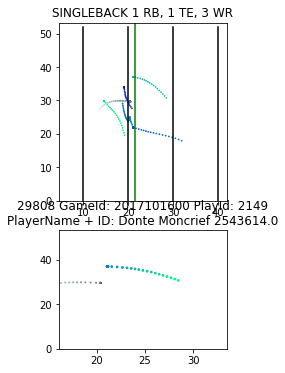 SINGLEBACK 1 RB, 1 TE, 3 WR
50
40
30
20
10
0
10 20 30 40
29808 GameId: 2017101600 PlayId: 2149
PlayerName + ID: Donte Moncrief 2543614.0
40
20
0
20 25 30